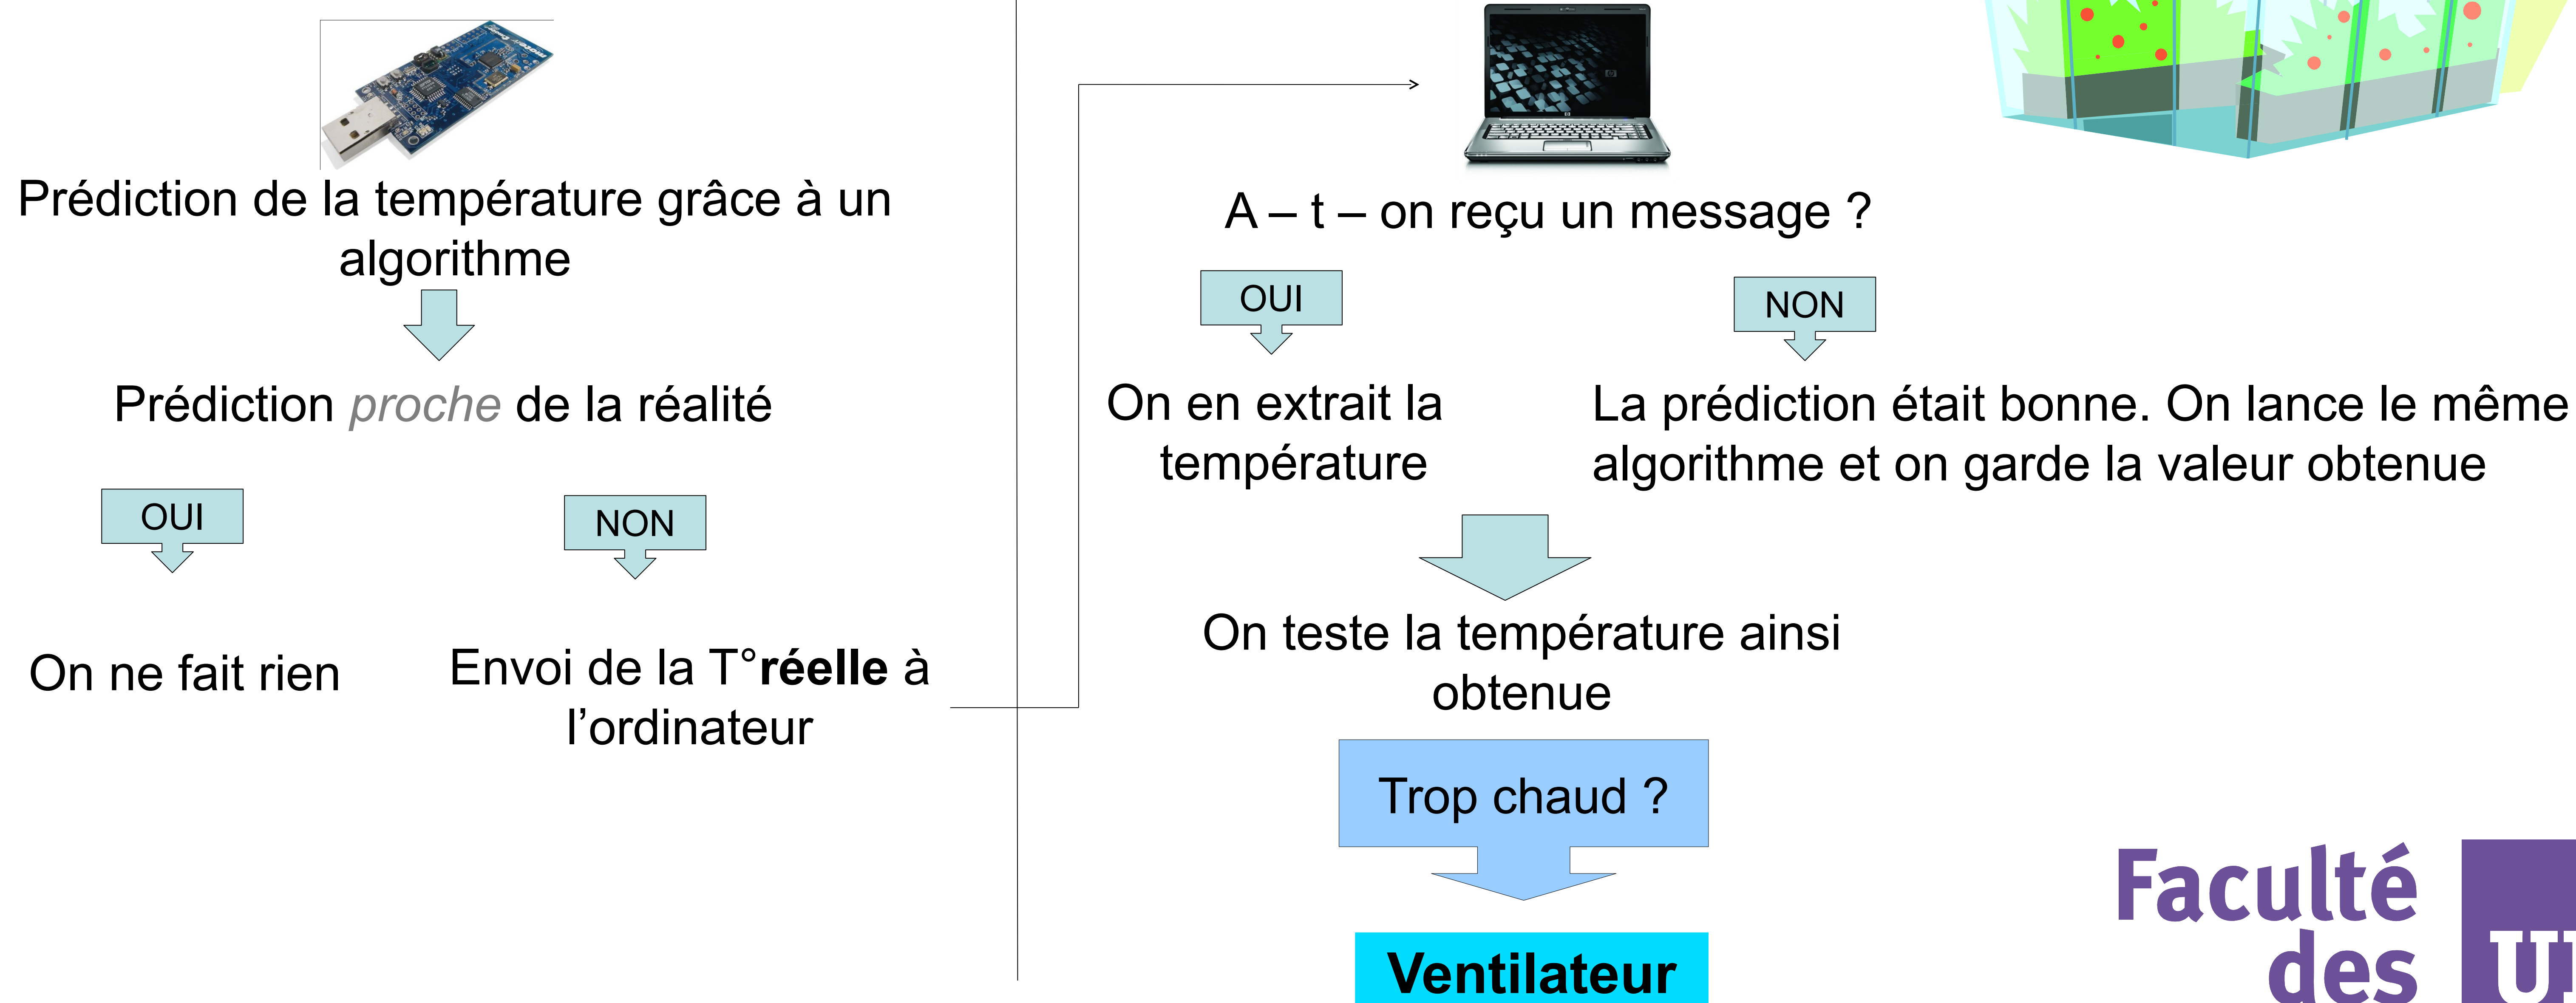 Prédiction de la température grâce à un
algorithme
Prédiction proche de la réalité
OUI
NON
On ne fait rien
Envoi de la T°réelle à
l’ordinateur
A – t – on reçu un message ?
OUI
NON
On en extrait la
température
La prédiction était bonne. On lance le même
algorithme et on garde la valeur obtenue
On teste la température ainsi
obtenue
Trop chaud ?
Ventilateur
Faculté
des